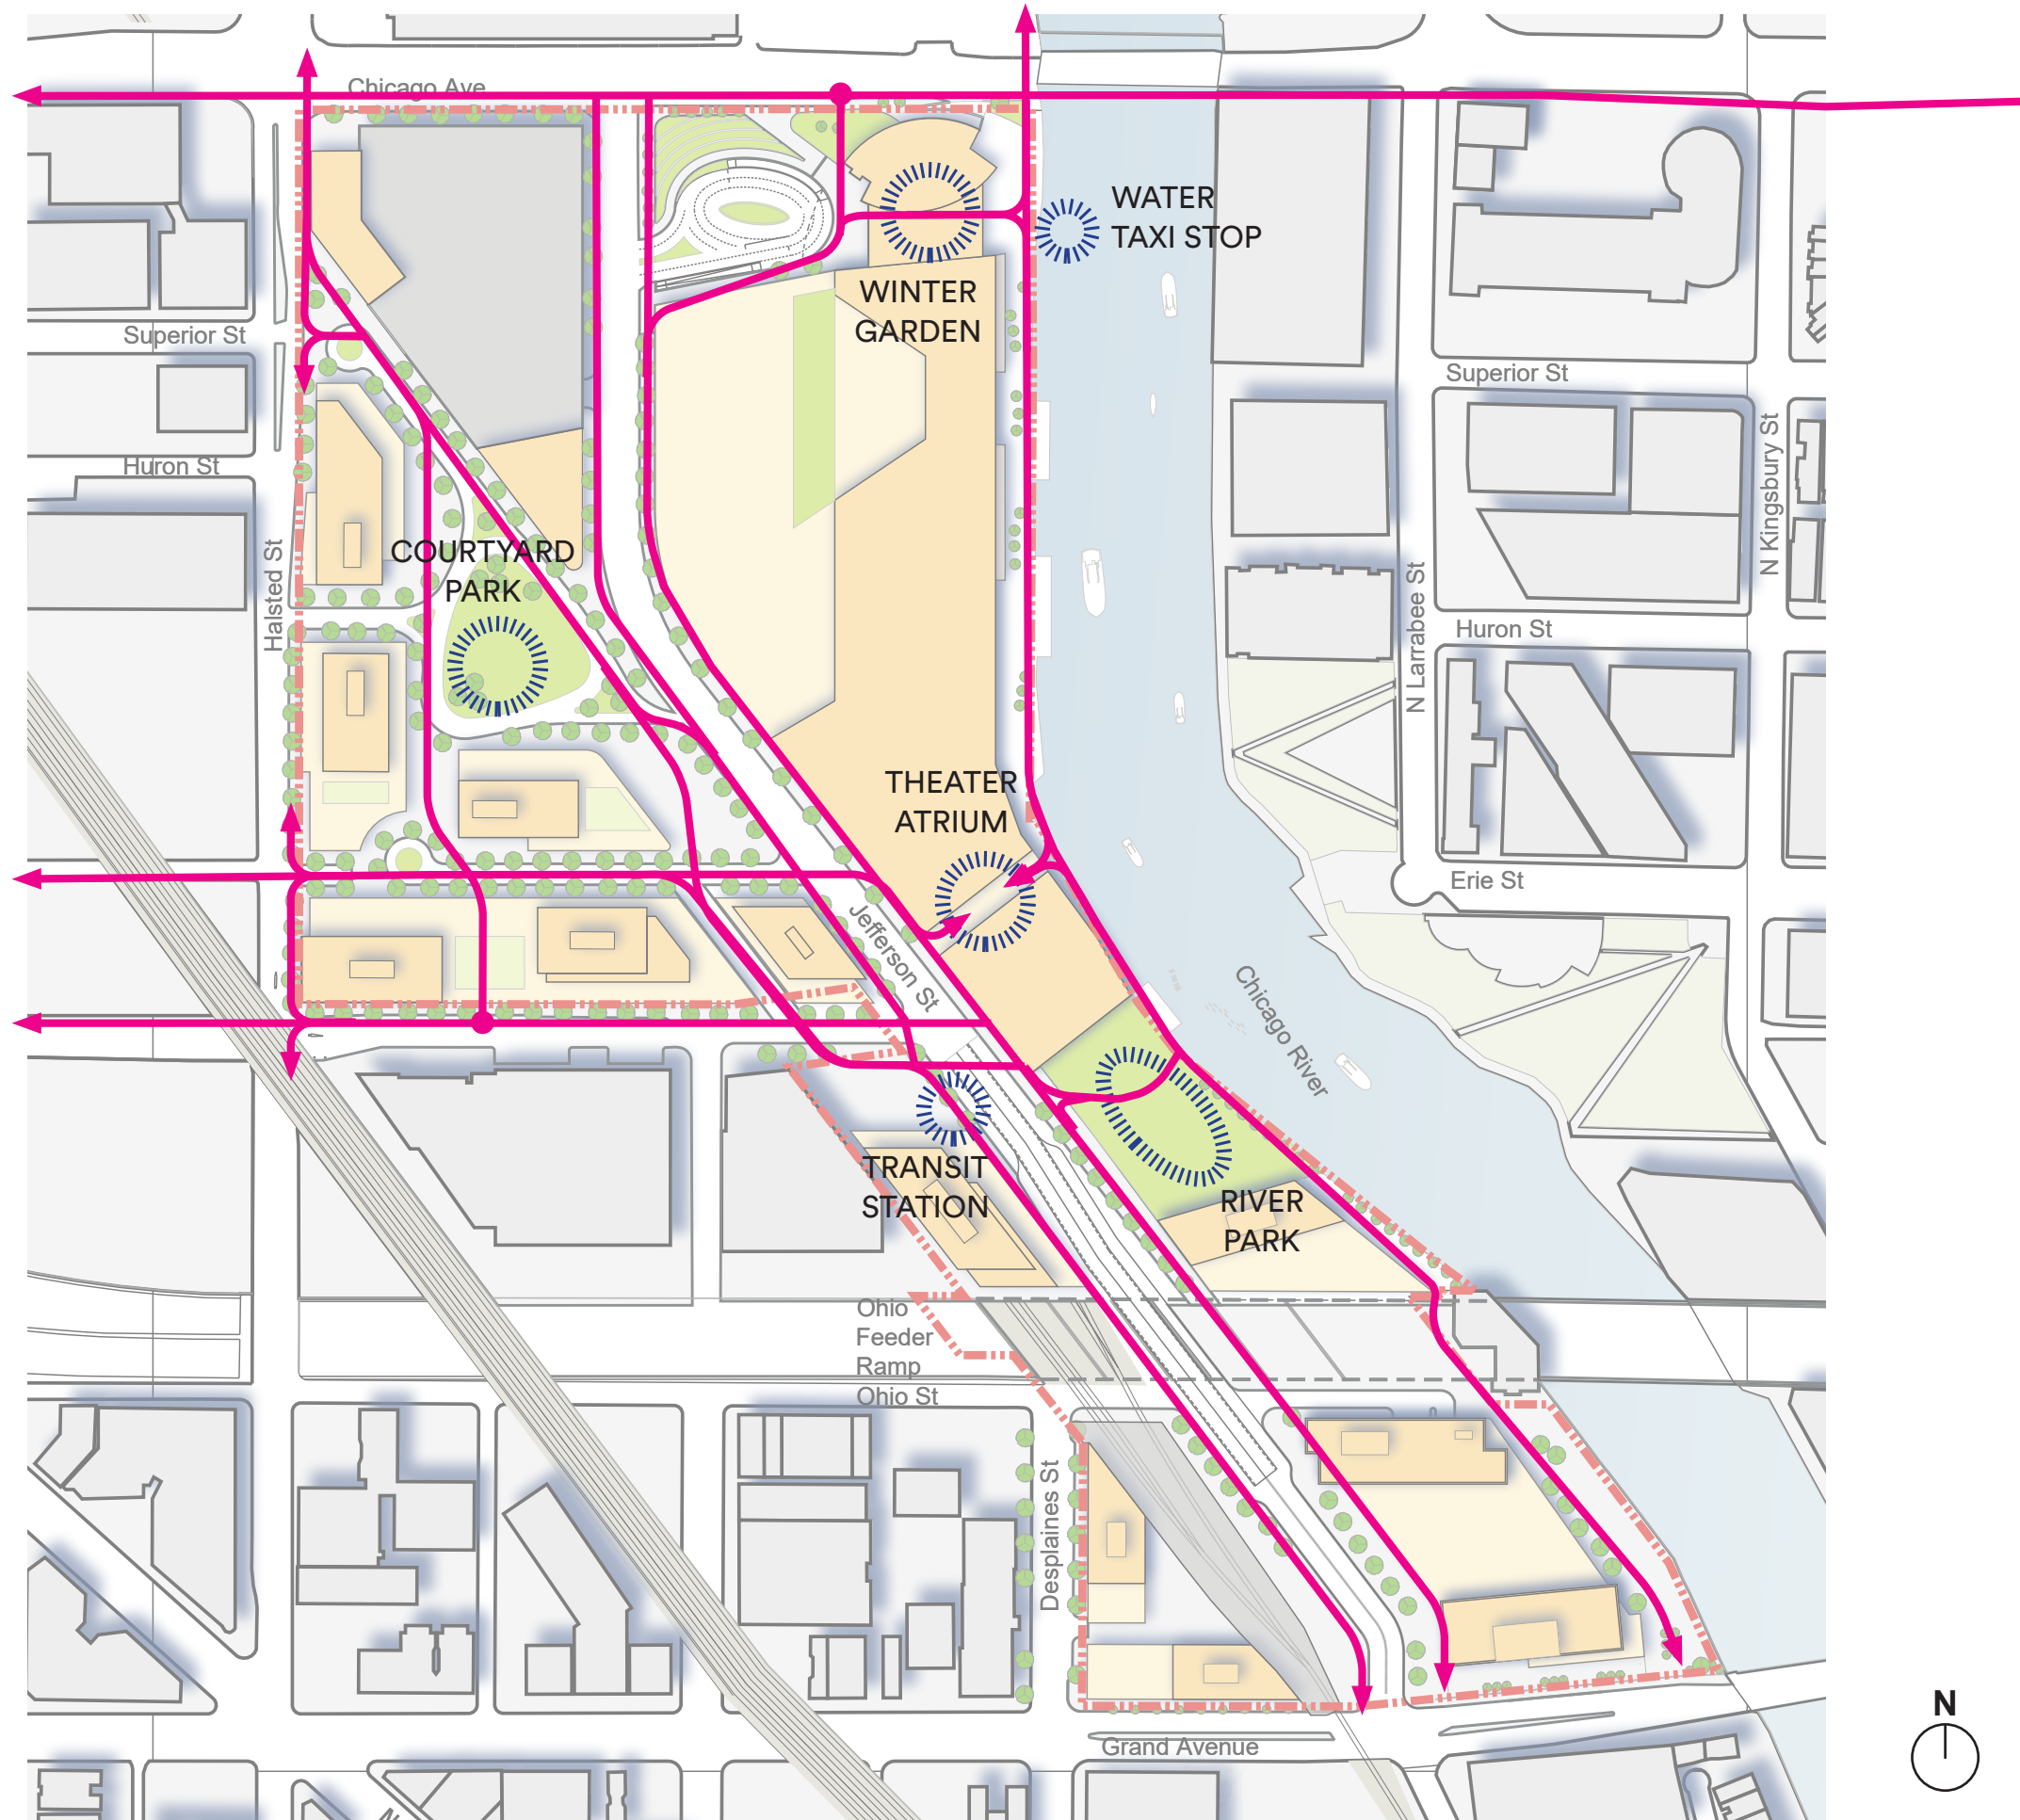 Chicago Ave
WATER
TAXI STOP
WINTER
GARDEN
Superior St
Superior St
Huron St
N Kingsbury St
COURTYARD
PARK
Halsted St
N Larrabee St
Huron St
THEATER
ATRIUM
Erie St
Jefferson St
Chicago River
TRANSIT
STATION
RIVER
PARK
Ohio
Feeder
Ramp
Ohio St
Desplaines St
Grand Avenue
N